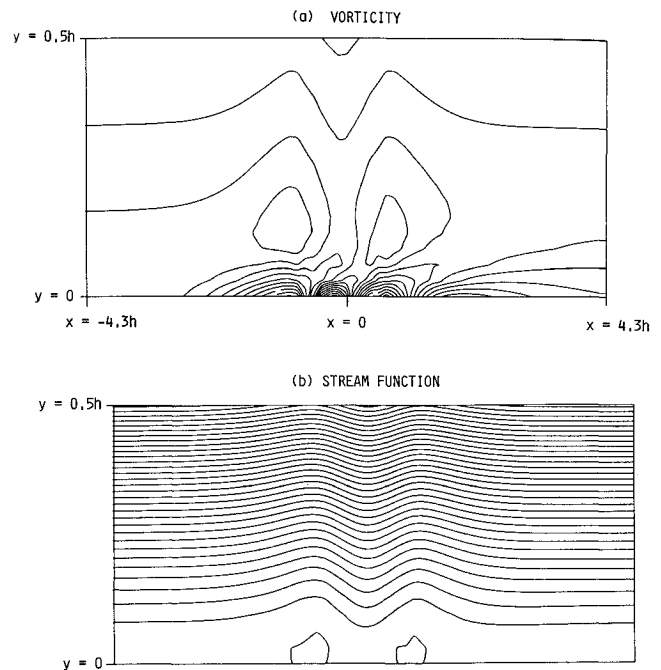 (a) VORTICITY
y = 0.5h
y = 0
x = -4.3h
x = 0
x = 4.3h
(b) STREAM FUNCTION
y = 0.5h
y = 0